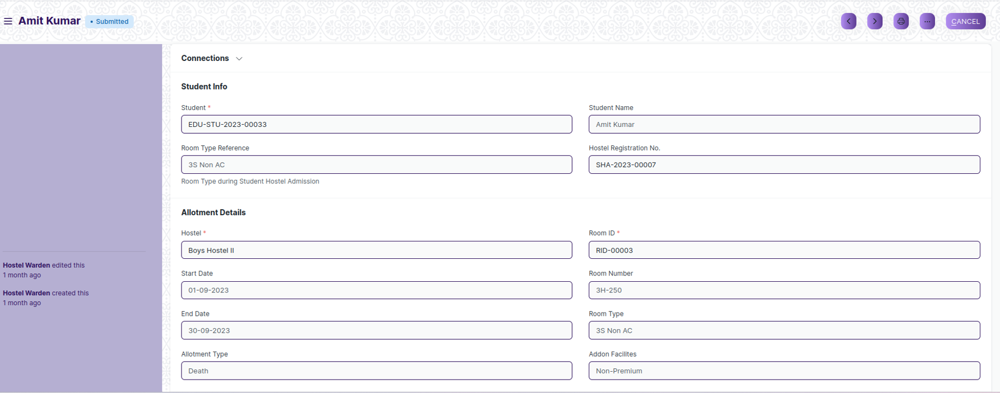 Amit Kumar • Submitted
CANCEL
Connections
Student Info
Student *
EDU-STU-2023-00033
Student Name
Amit Kumar
Room Type Reference
3S Non AC
Room Type during Student Hostel Admission
Hostel Registration No.
SHA-2023-00007
Allotment Details
Hostel *
Boys Hostel II
Room ID *
RID-00003
Start Date
01-09-2023
Room Number
3H-250
End Date
30-09-2023
Room Type
3S Non AC
Allotment Type
Death
Addon Facilites
Non-Premium
Hostel Warden edited this
1 month ago
Hostel Warden created this
1 month ago